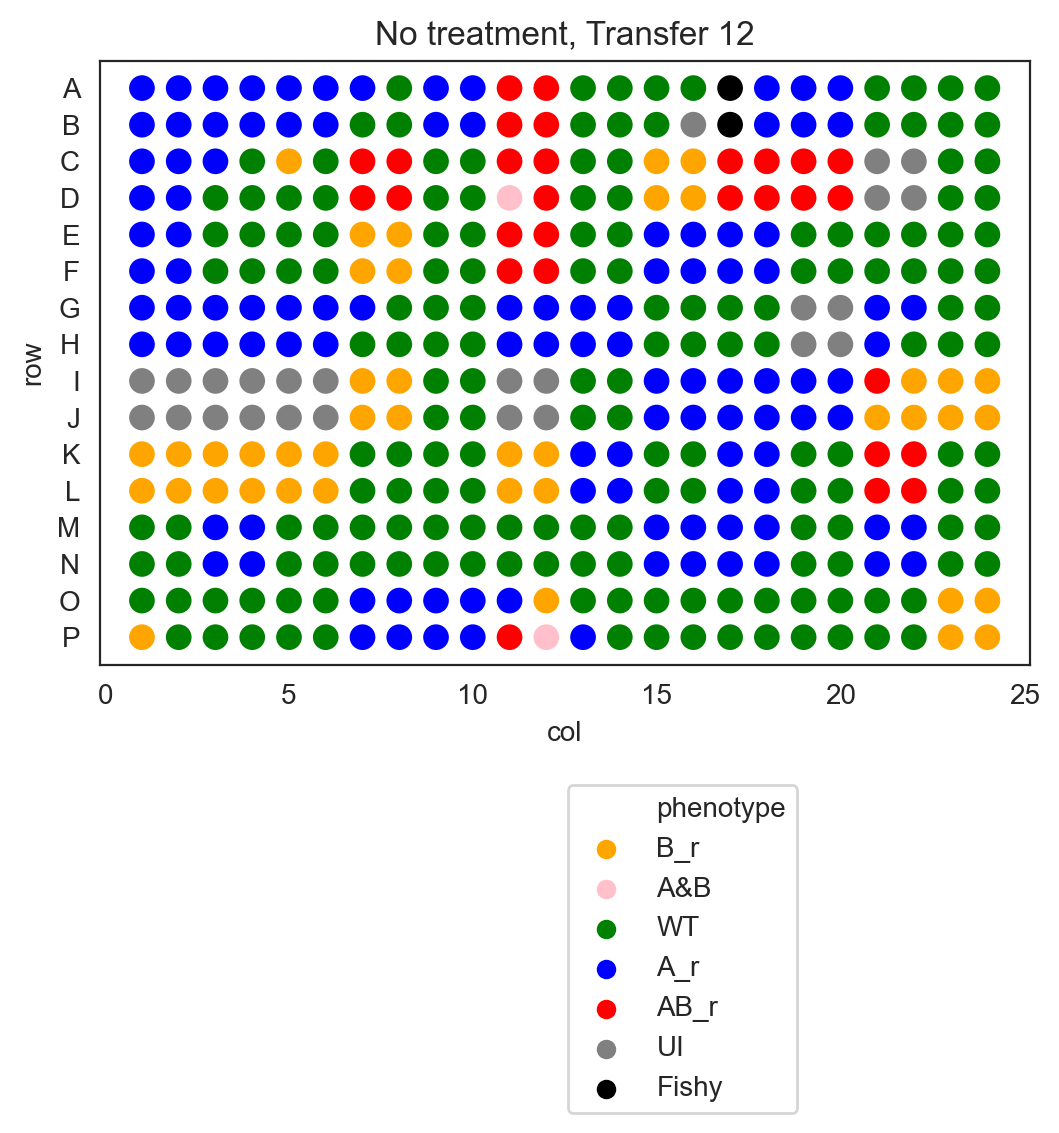 No treatment, Transfer 12
A
B
C
D
E
F
G
H
I
J
K
L
M
N
O
P
row
0 5 10 15 20 25
col
phenotype
B_r
A&B
WT
A_r
AB_r
UI
Fishy